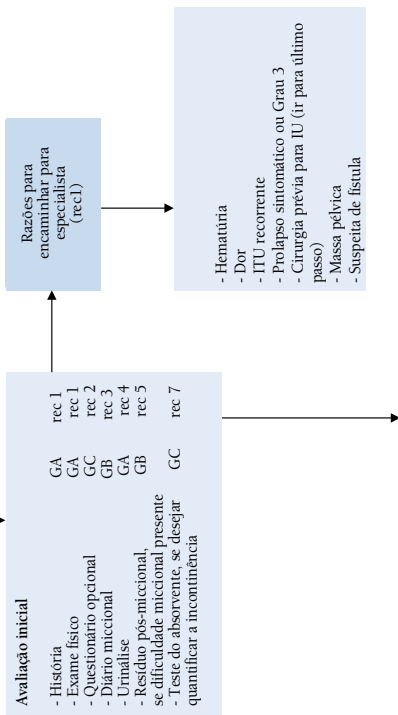 Avaliação inicial
- História GA rec 1
- Exame físico GA rec 1
- Questionário opcional GC rec 2
- Diário miccional GB rec 3
- Urinálise GA rec 4
- Resíduo pós-miccional, GB rec 5
se dificuldade miccional presente
- Teste do absorvente, se desejar GC rec 7
quantificar a incontinência
Razões para
encaminhar para
especialista
(rec1)
- Hematúria
- Dor
- ITU recorrente
- Prolapso sintomático ou Grau 3
- Cirurgia prévia para IU (ir para último
passo)
- Massa pélvica
- Suspeita de fístula